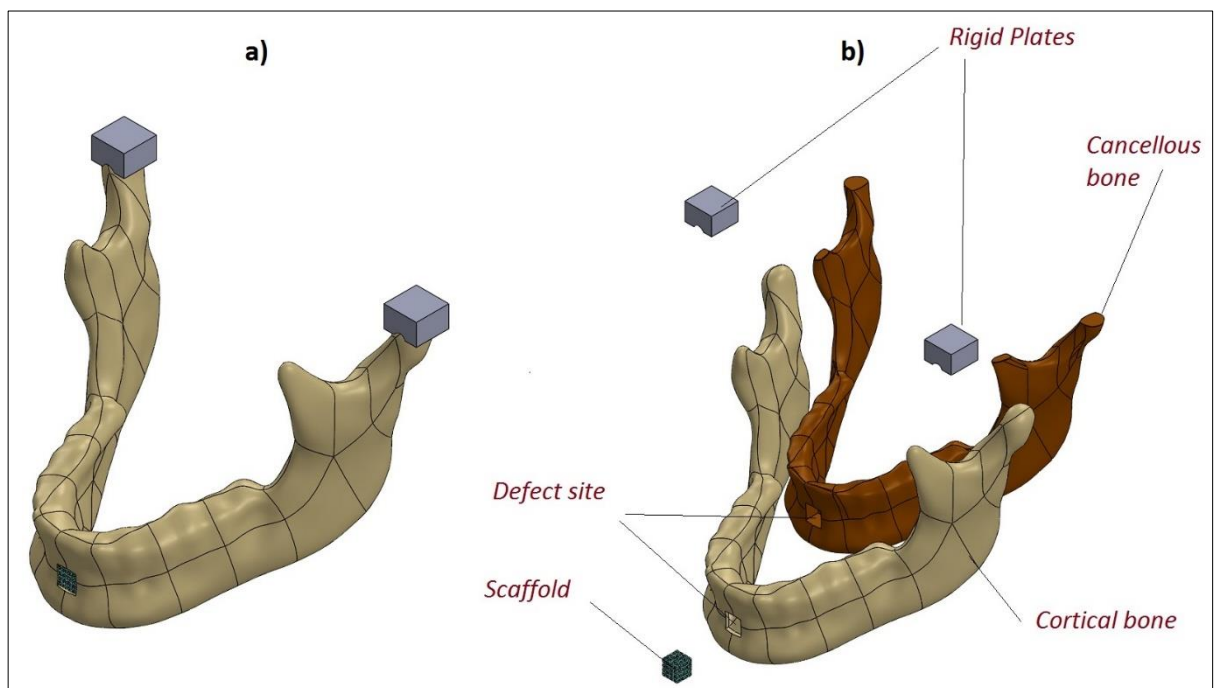 a)
b)
Rigid Plates
Cancellous
bone
Defect site
Scaffold
Cortical bone